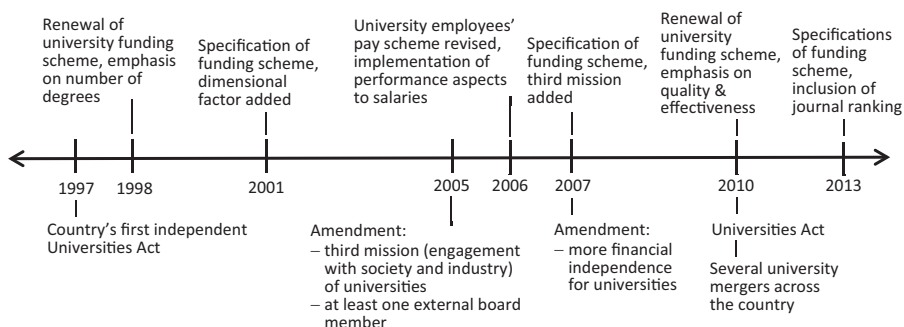 Renewal of
university funding
scheme, emphasis
on number of
degrees
Specification of
funding scheme,
dimensional
factor added
University employees’
pay scheme revised,
implementation of
performance aspects
to salaries
Specification of
funding scheme,
third mission
added
Renewal of
university
funding scheme,
emphasis on
quality &
effectiveness
Specifications
of funding
scheme,
inclusion of
journal ranking
1997
1998
2001
2005
2006
2007
2010
2013
Country’s first independent
Universities Act
Amendment:
– third mission (engagement
with society and industry)
of universities
– at least one external board
member
Amendment:
– more financial
independence
for universities
Universities Act
Several university
mergers across
the country